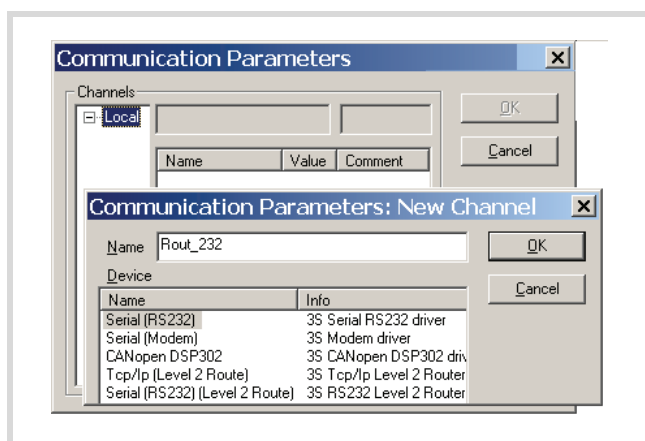 Communication Parameters
Channels
Local
OK
Cancel
Name Value Comment
Communication Parameters: New Channel
Name Rout_232
OK
Device
Cancel
Name Info
Serial (RS232) 3S Serial RS232 driver
Serial (Modem) 3S Modem driver
CANopen DSP302 3S CANopen DSP302 driv
Tcp/Ip (Level 2 Route) 3S Tcp/Ip Level 2 Router
Serial (RS232) (Level 2 Route) 3S RS232 Level 2 Router